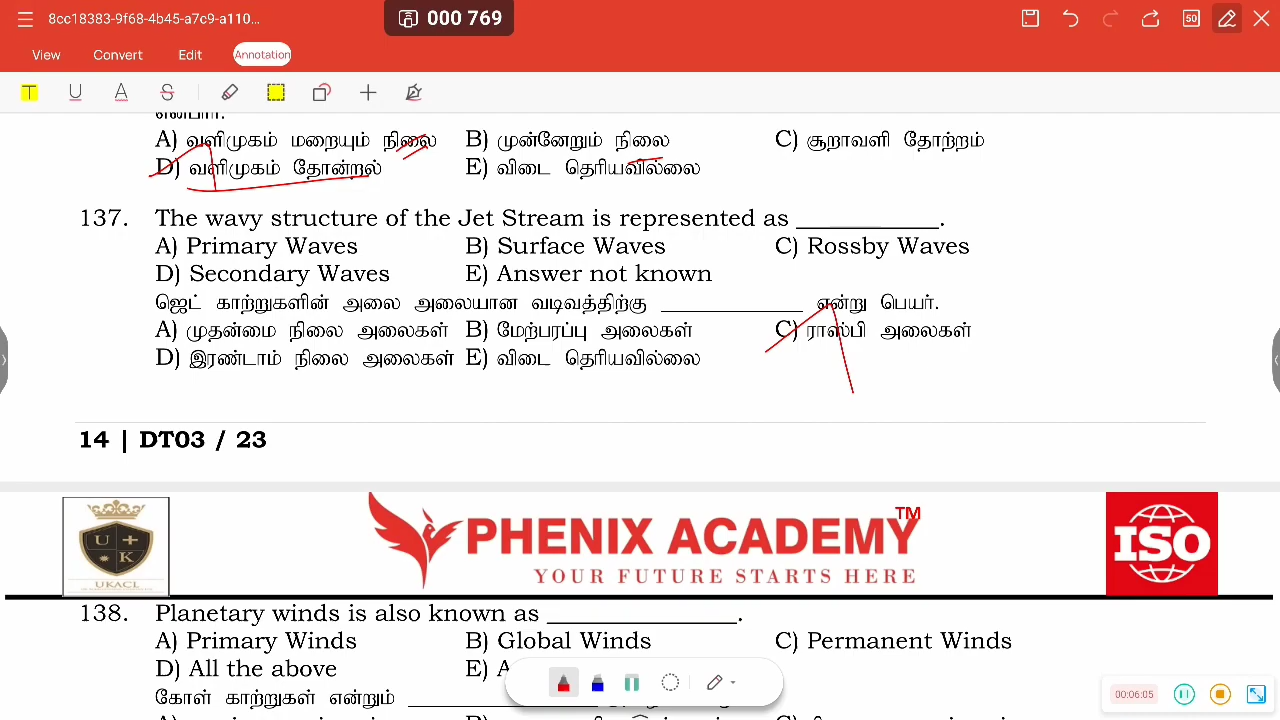 8cc18383-9f68-4b45-a7c9-a110...
000 769
50
View Convert Edit Annotation
T U A S
என்பர்.
A) வளிமுகம் மறையும் நிலை B) முன்னேறும் நிலை C) சூறாவளி தோற்றம்
D) வளிமுகம் தோன்றல் E) விடை தெரியவில்லை
137. The wavy structure of the Jet Stream is represented as ____________.
A) Primary Waves B) Surface Waves C) Rossby Waves
D) Secondary Waves E) Answer not known
ஜெட் காற்றுகளின் அலை அலையான வடிவத்திற்கு ____________ என்று பெயர்.
A) முதன்மை நிலை அலைகள் B) மேற்பரப்பு அலைகள் C) ராஸ்பி அலைகள்
D) இரண்டாம் நிலை அலைகள் E) விடை தெரியவில்லை
14 | DT03 / 23
U K
UKACL
PHENIX ACADEMY TM
YOUR FUTURE STARTS HERE
ISO
138. Planetary winds is also known as ________________.
A) Primary Winds B) Global Winds C) Permanent Winds
D) All the above E) A
கோள் காற்றுகள் என்றும் ________________
00:06:05